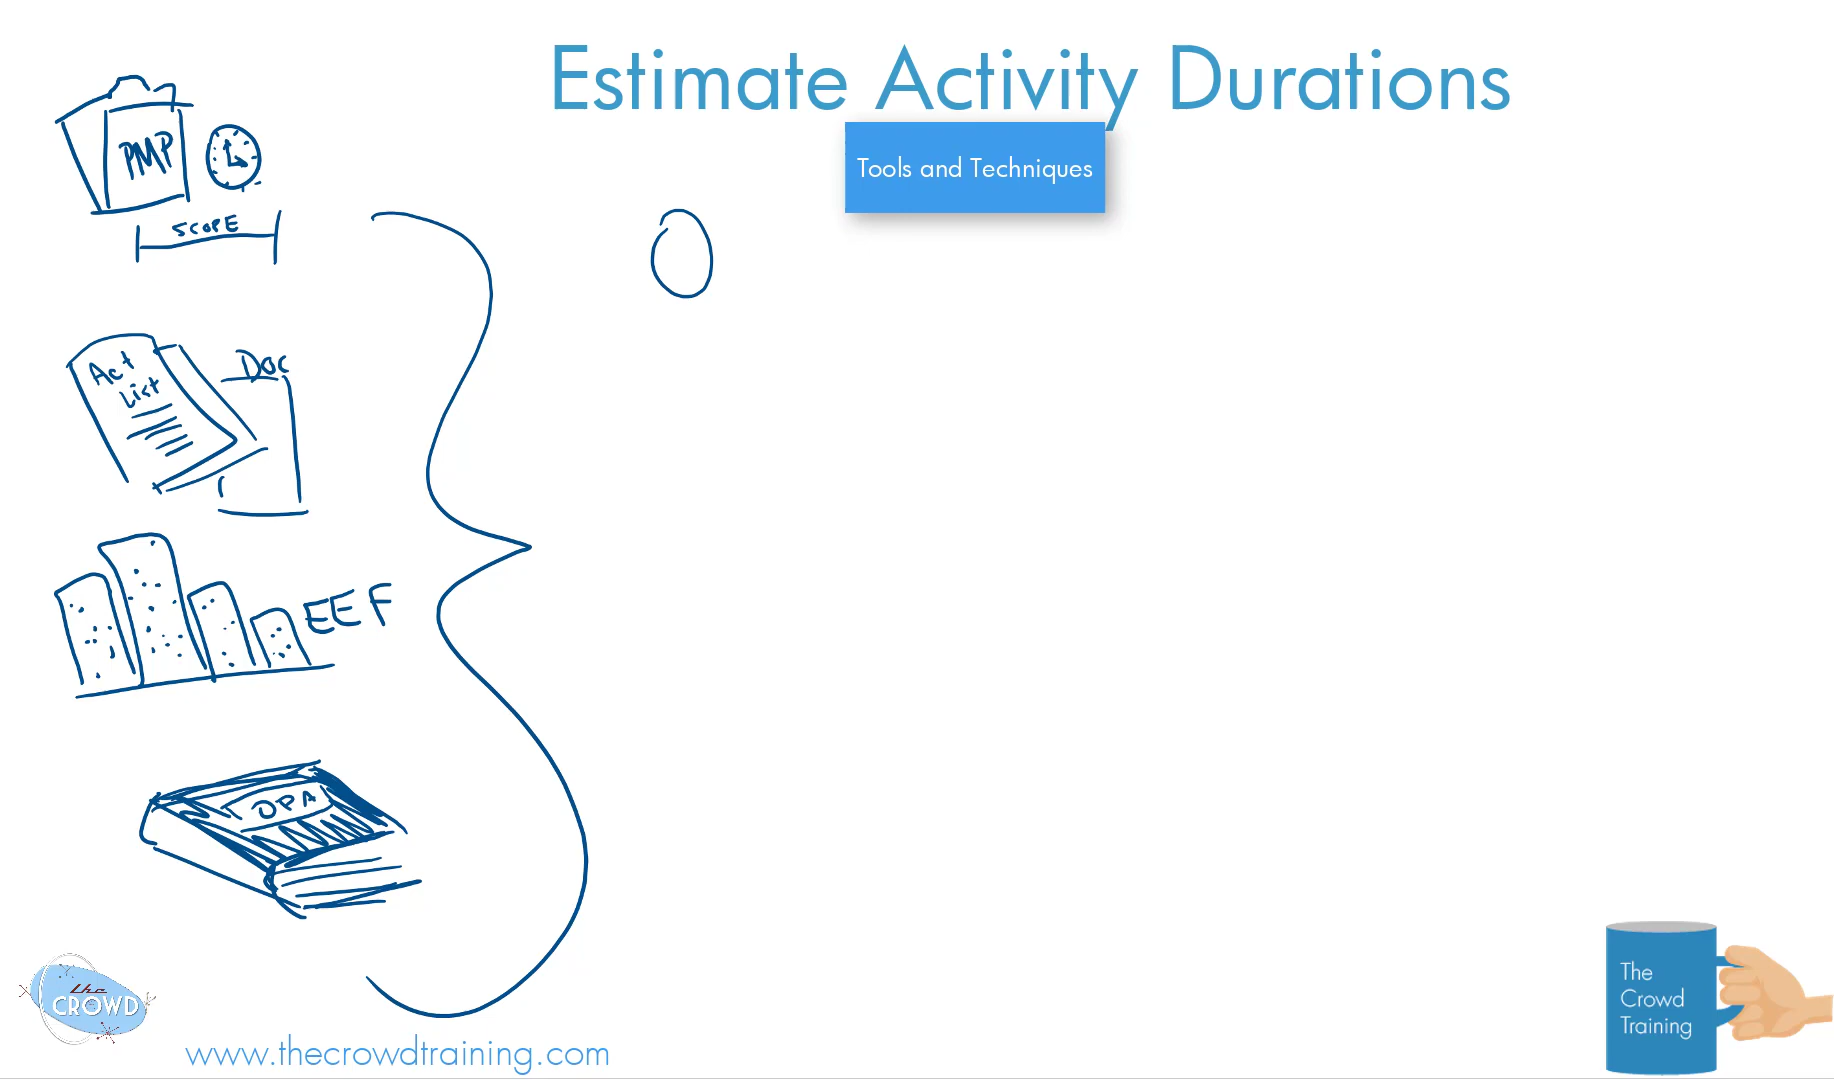 Estimate Activity Durations
Tools and Techniques
PMP
SCOPE
Act
List
Doc
EEF
OPA
the
CROWD
www.thecrowdtraining.com
The
Crowd
Training